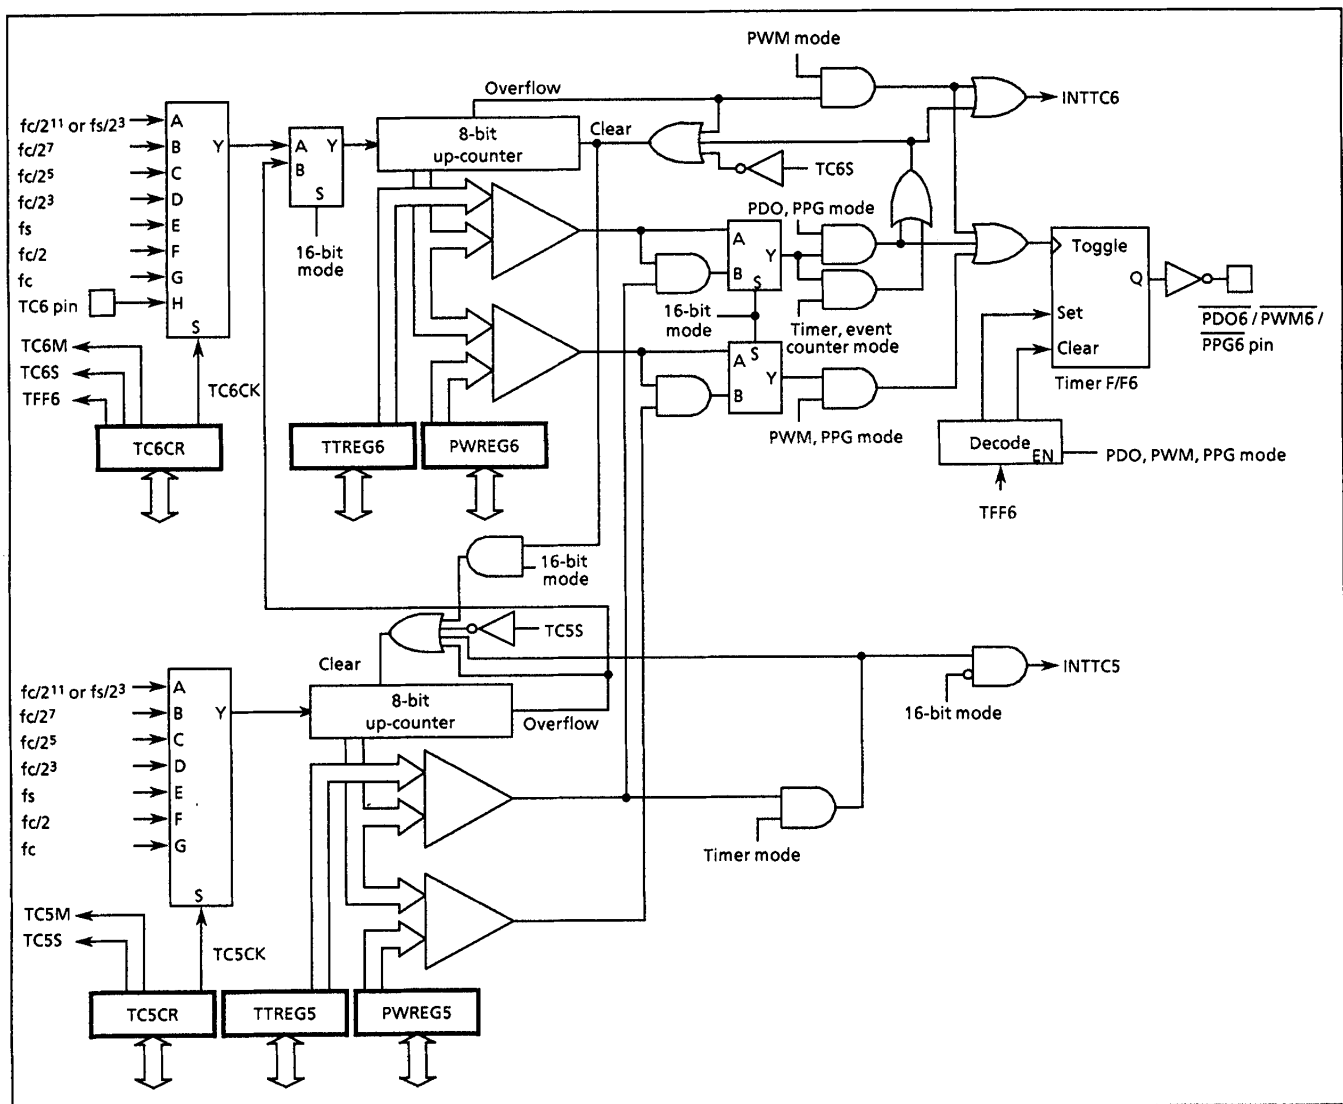 PWM mode
Overflow
INTTC6
fc/2¹¹ or fs/2³
fc/2⁷
fc/2⁵
fc/2³
fs
fc/2
fc
TC6 pin
A
B
C
D
E
F
G
H
Y
S
A
B
Y
S
16-bit
mode
8-bit
up-counter
Clear
TC6S
PDO, PPG mode
A
B
Y
S
16-bit
mode
Timer, event
counter mode
S
A
B
Y
PWM, PPG mode
Toggle
Q
Set
Clear
Timer F/F6
PDO6 / PWM6 /
PPG6 pin
Decode
EN
PDO, PWM, PPG mode
TFF6
TC6M
TC6S
TFF6
TC6CK
TC6CR
TTREG6
PWREG6
16-bit
mode
TC5S
Clear
8-bit
up-counter
Overflow
INTTC5
16-bit mode
fc/2¹¹ or fs/2³
fc/2⁷
fc/2⁵
fc/2³
fs
fc/2
fc
A
B
C
D
E
F
G
Y
S
Timer mode
TC5M
TC5S
TC5CK
TC5CR
TTREG5
PWREG5